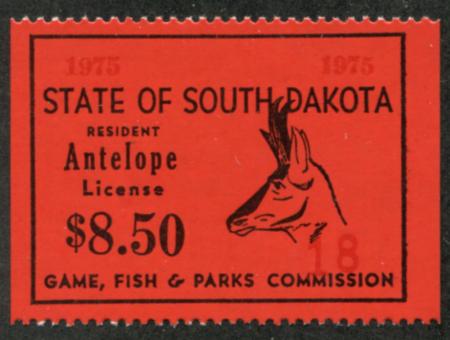 1975 1975
STATE OF SOUTH DAKOTA
RESIDENT
Antelope
License
$8.50
18
GAME, FISH & PARKS COMMISSION